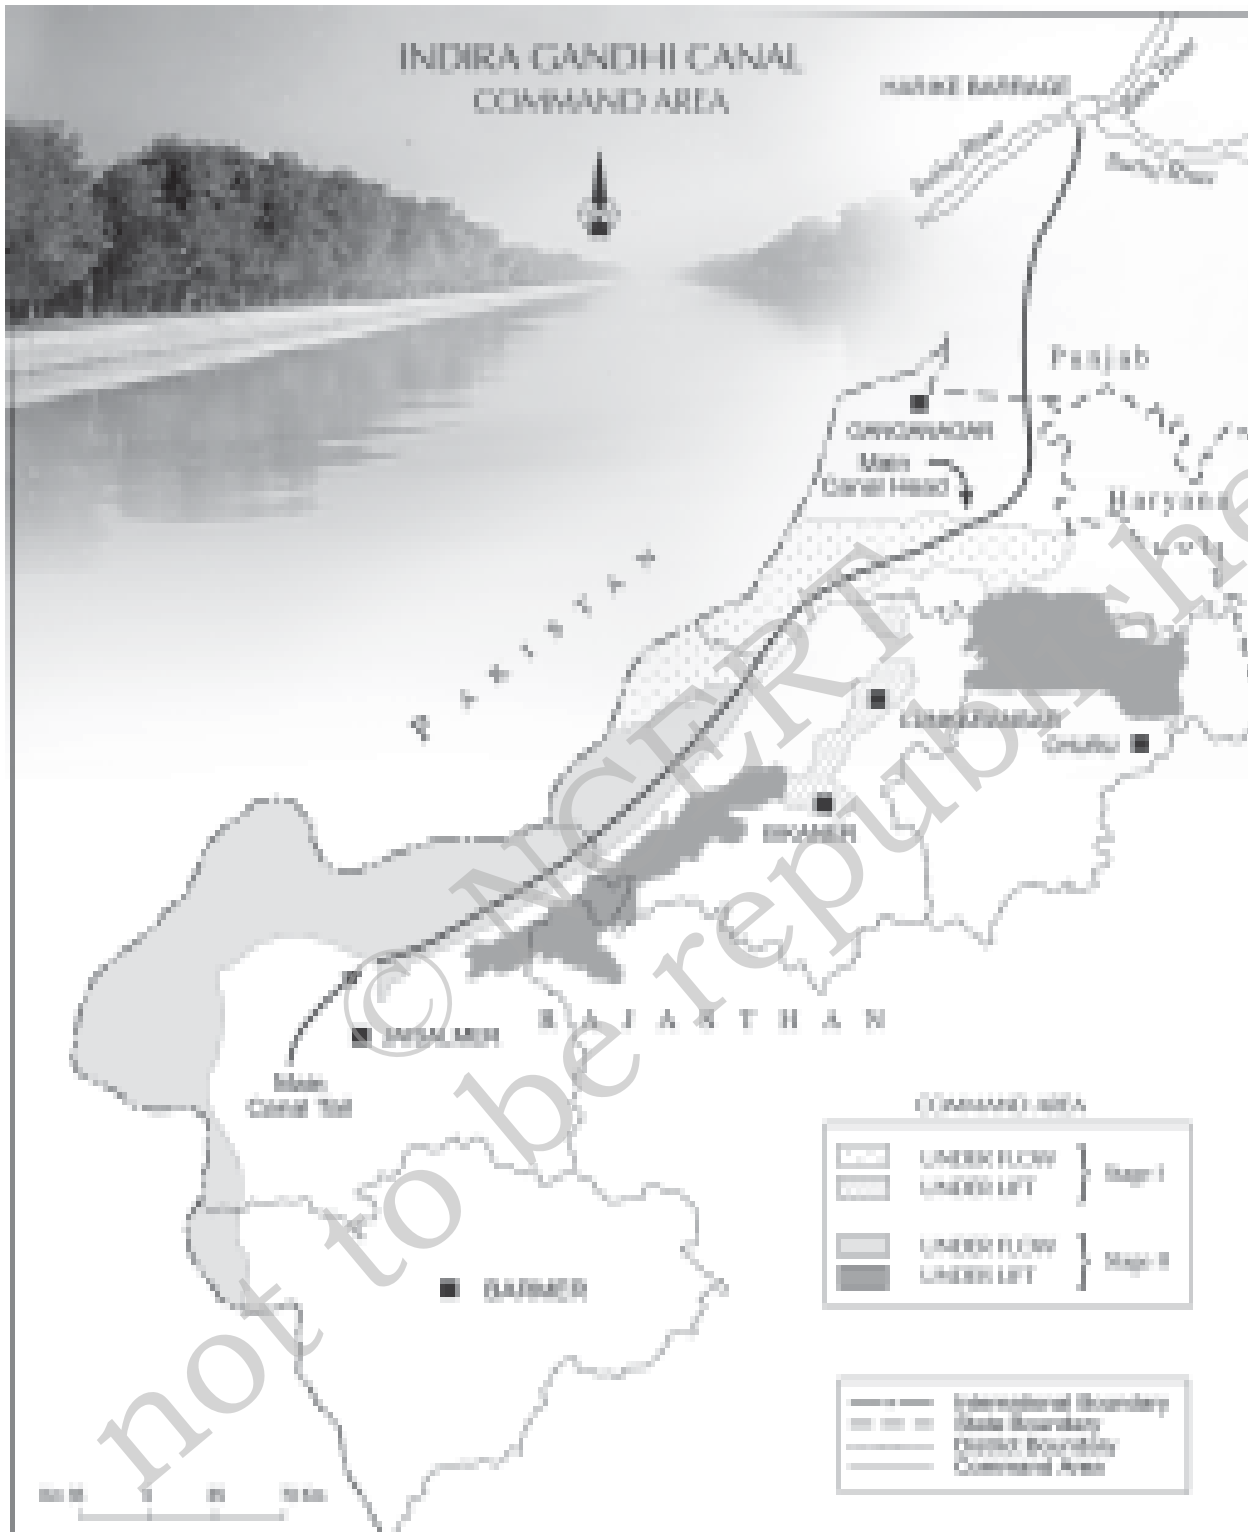 INDIRA GANDHI CANAL
COMMAND AREA
HARIKE BARRAGE
Punjab
GANGANAGAR
Main
Canal Head
Haryana
PAKISTAN
CHURU
BIKANER
RAJASTHAN
JAISALMER
Main
Canal Tail
BARMER
COMMAND AREA
UNDER FLOW
UNDER LIFT
Stage I
UNDER FLOW
UNDER LIFT
Stage II
International Boundary
State Boundary
District Boundary
Command Area
© NCERT
not to be republished